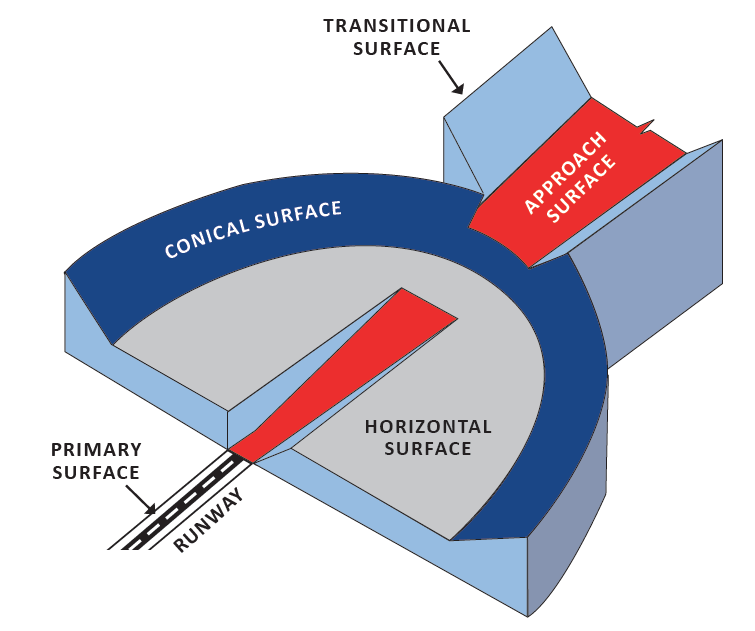 TRANSITIONAL
SURFACE
APPROACH
SURFACE
CONICAL SURFACE
HORIZONTAL
SURFACE
PRIMARY
SURFACE
RUNWAY